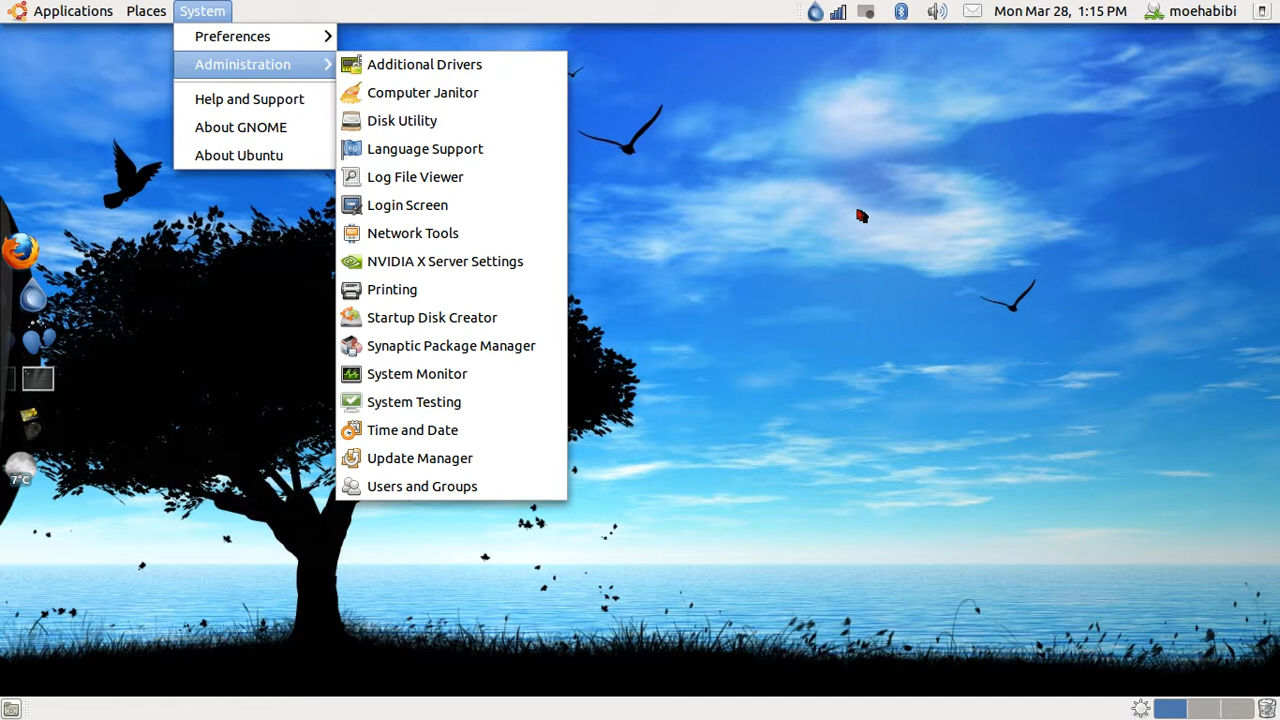 Applications Places System Mon Mar 28, 1:15 PM moehabibi
Preferences
Administration
Help and Support
About GNOME
About Ubuntu
Additional Drivers
Computer Janitor
Disk Utility
Language Support
Log File Viewer
Login Screen
Network Tools
NVIDIA X Server Settings
Printing
Startup Disk Creator
Synaptic Package Manager
System Monitor
System Testing
Time and Date
Update Manager
Users and Groups
7°C